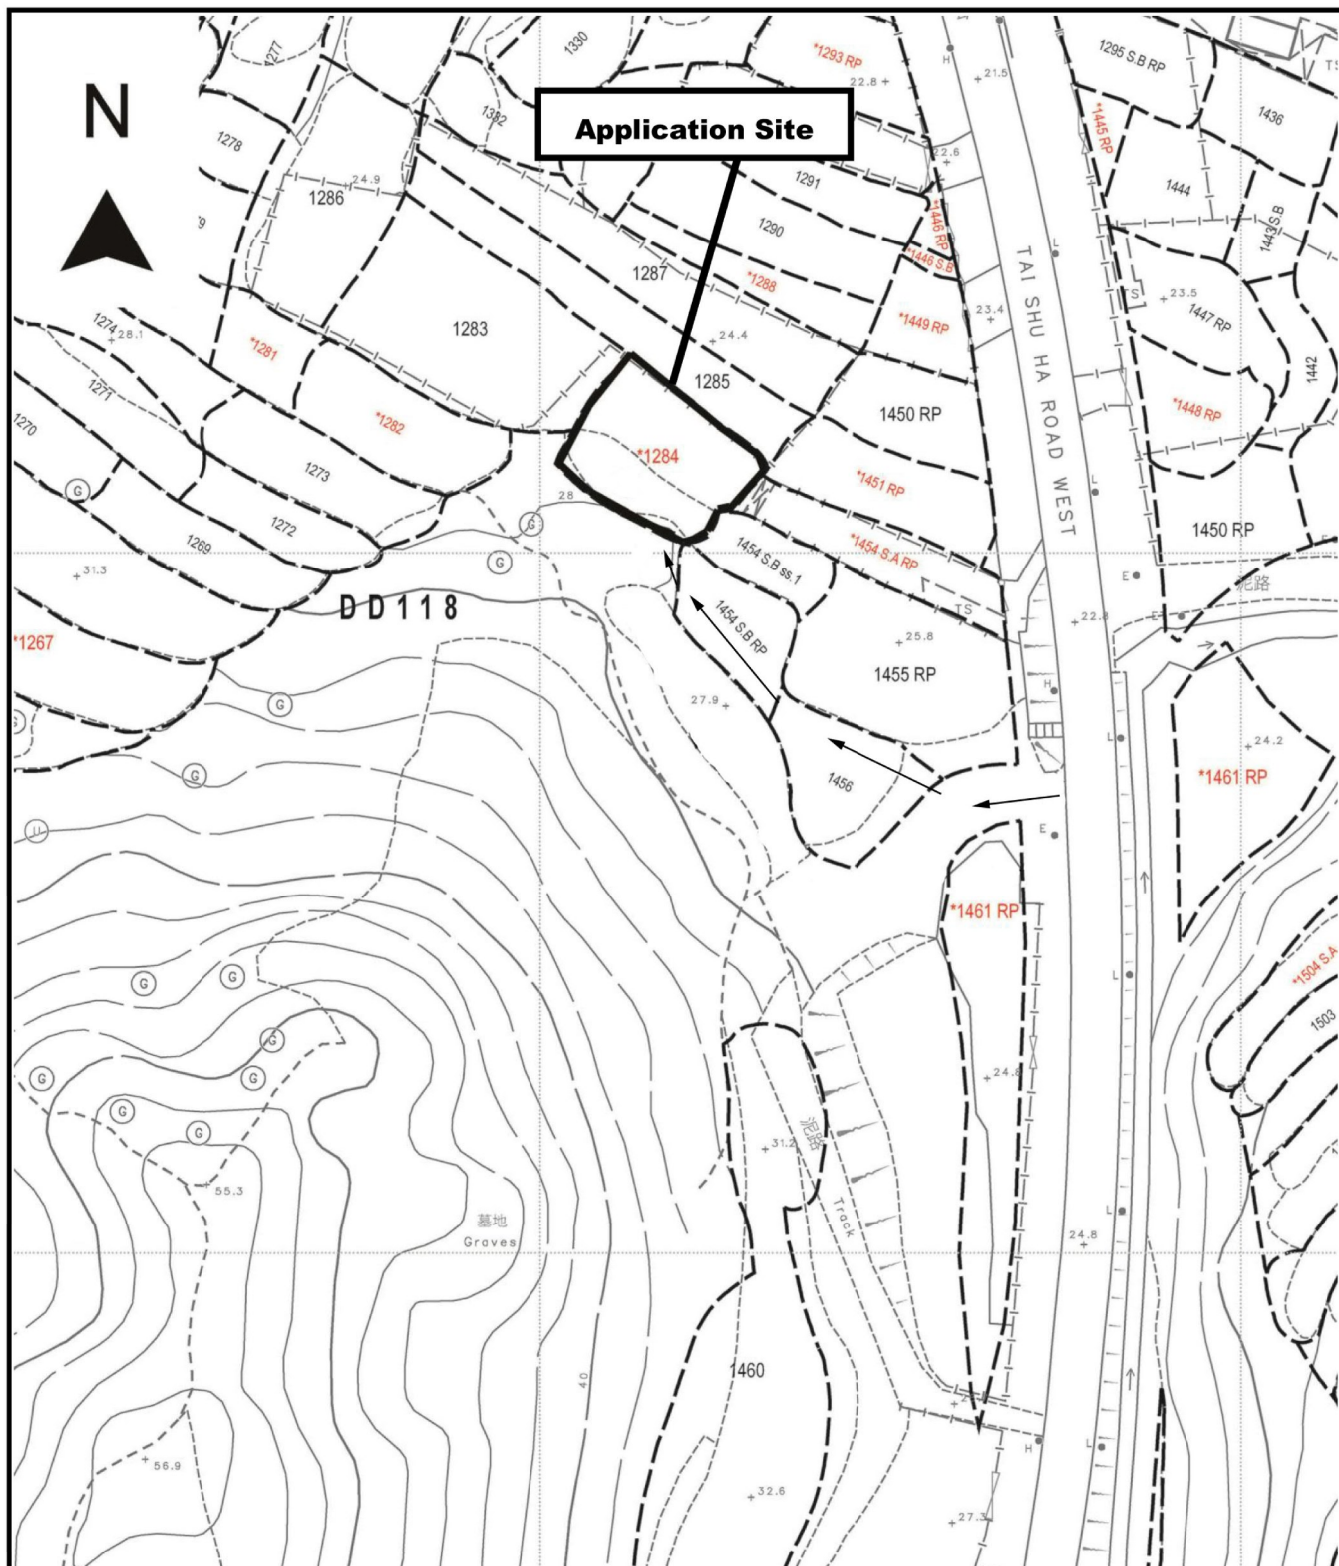 N
Application Site
1277
1330
*1293 RP
22.8
H
21.5
1295 S.B RP
TS
1278
1332
22.6
*1445 RP
1436
1286
24.9
1291
1444
1290
*1446 RP
*1446 S.B
1443 S.B
1287
*1288
L
TAI SHU HA ROAD WEST
TS
23.5
1447 RP
1274
28.1
*1281
1283
24.4
*1449 RP
23.4
1442
1271
1285
1450 RP
*1448 RP
1270
*1282
*1284
1273
*1451 RP
G
28
G
L
1272
1269
G
1454 S.B ss.1
*1454 S.A RP
1450 RP
31.3
DD118
E
泥路
TS
22.8
E
*1267
1454 S.B RP
25.8
1455 RP
G
27.9
H
L
24.2
G
1456
*1461 RP
E
*1461 RP
G
G
L
*1504 S.A
1503
G
G
G
24.8
G
G
31.2
泥路
Track
55.3
墓地
Graves
L
24.8
40
1460
56.9
H
L
32.6
27.3